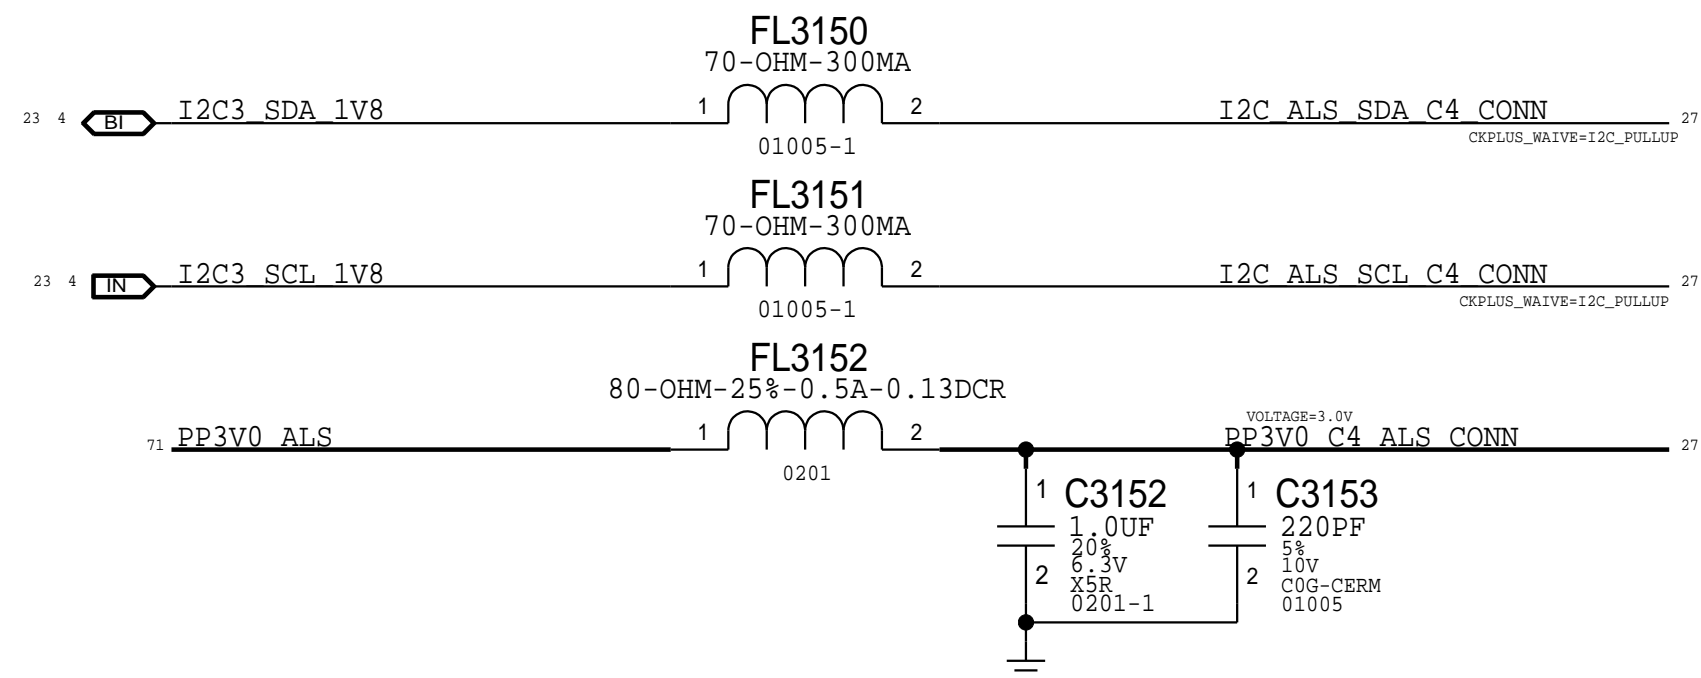 FL3150
70-OHM-300MA
23 4 BI I2C3_SDA_1V8 1 2 I2C_ALS_SDA_C4_CONN 27
CKPLUS_WAIVE=I2C_PULLUP
01005-1
FL3151
70-OHM-300MA
23 4 IN I2C3_SCL_1V8 1 2 I2C_ALS_SCL_C4_CONN 27
CKPLUS_WAIVE=I2C_PULLUP
01005-1
FL3152
80-OHM-25%-0.5A-0.13DCR
VOLTAGE=3.0V
71 PP3V0_ALS 1 2 PP3V0_C4_ALS_CONN 27
0201
1 C3152
1.0UF
20%
6.3V
2 X5R
0201-1
1 C3153
220PF
5%
10V
2 C0G-CERM
01005